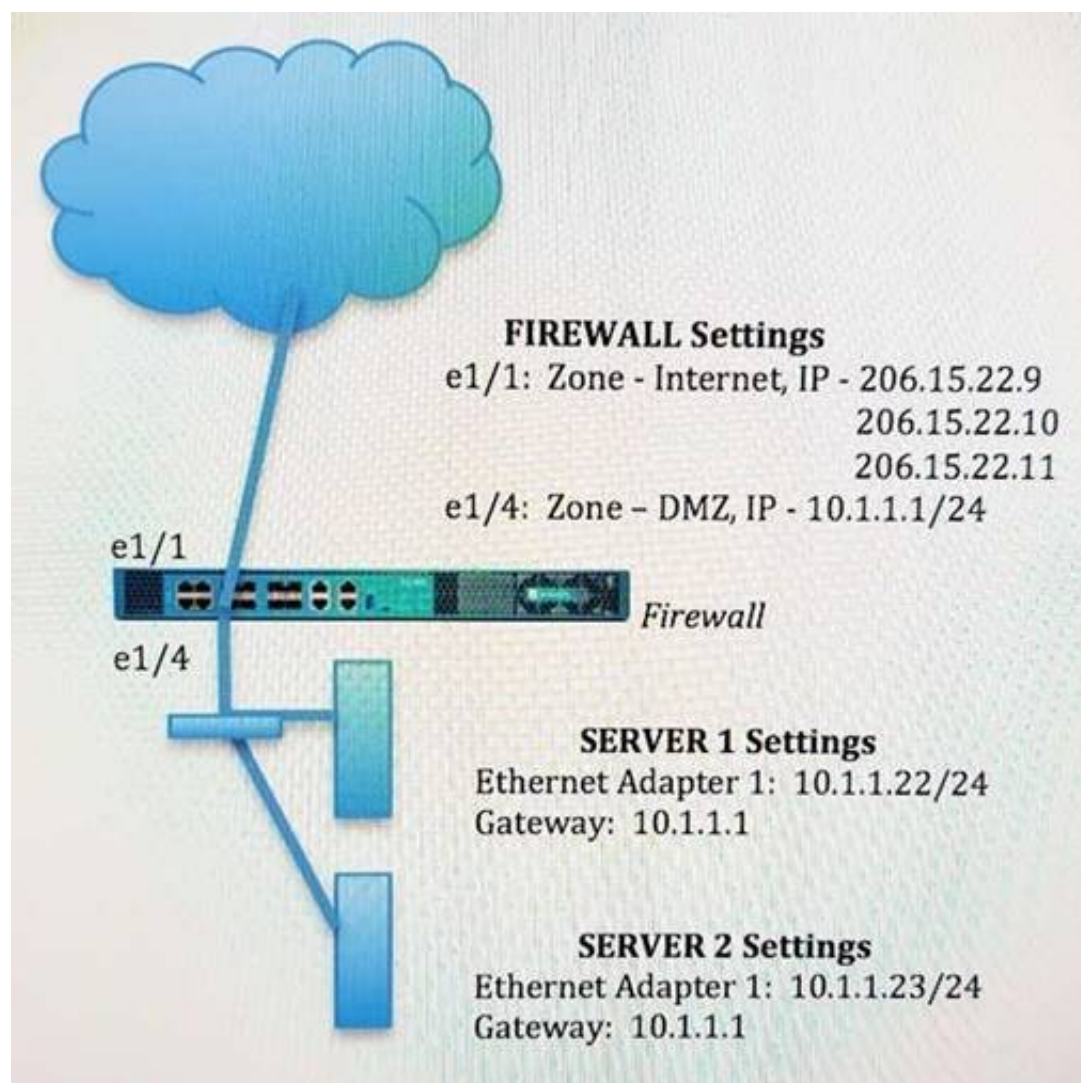 FIREWALL Settings
e1/1: Zone - Internet, IP - 206.15.22.9
206.15.22.10
206.15.22.11
e1/4: Zone – DMZ, IP - 10.1.1.1/24
e1/1
Firewall
e1/4
SERVER 1 Settings
Ethernet Adapter 1: 10.1.1.22/24
Gateway: 10.1.1.1
SERVER 2 Settings
Ethernet Adapter 1: 10.1.1.23/24
Gateway: 10.1.1.1